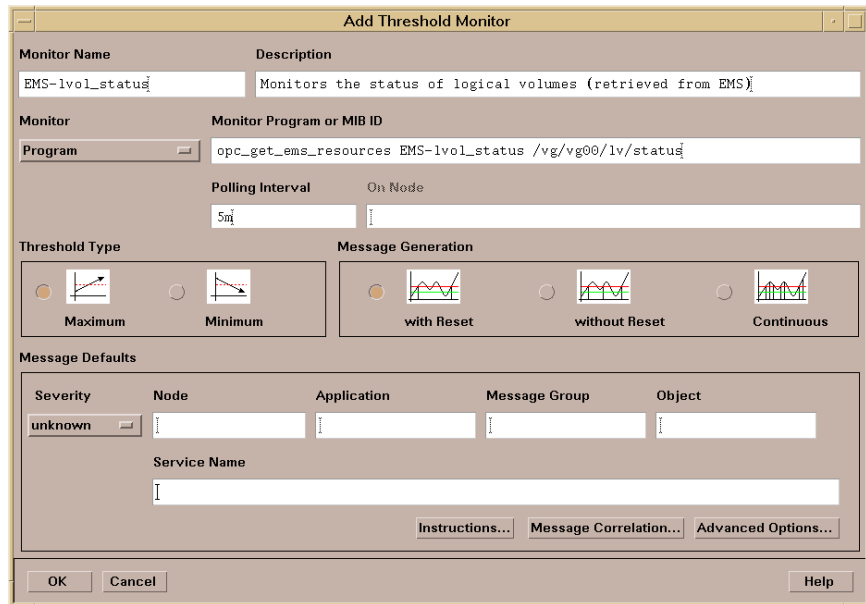 Add Threshold Monitor
Monitor Name Description
EMS-lvol_status Monitors the status of logical volumes (retrieved from EMS)
Monitor Monitor Program or MIB ID
Program opc_get_ems_resources EMS-lvol_status /vg/vg00/lv/status
Polling Interval On Node
5m
Threshold Type Message Generation
Maximum Minimum with Reset without Reset Continuous
Message Defaults
Severity Node Application Message Group Object
unknown
Service Name
Instructions... Message Correlation... Advanced Options...
OK Cancel Help